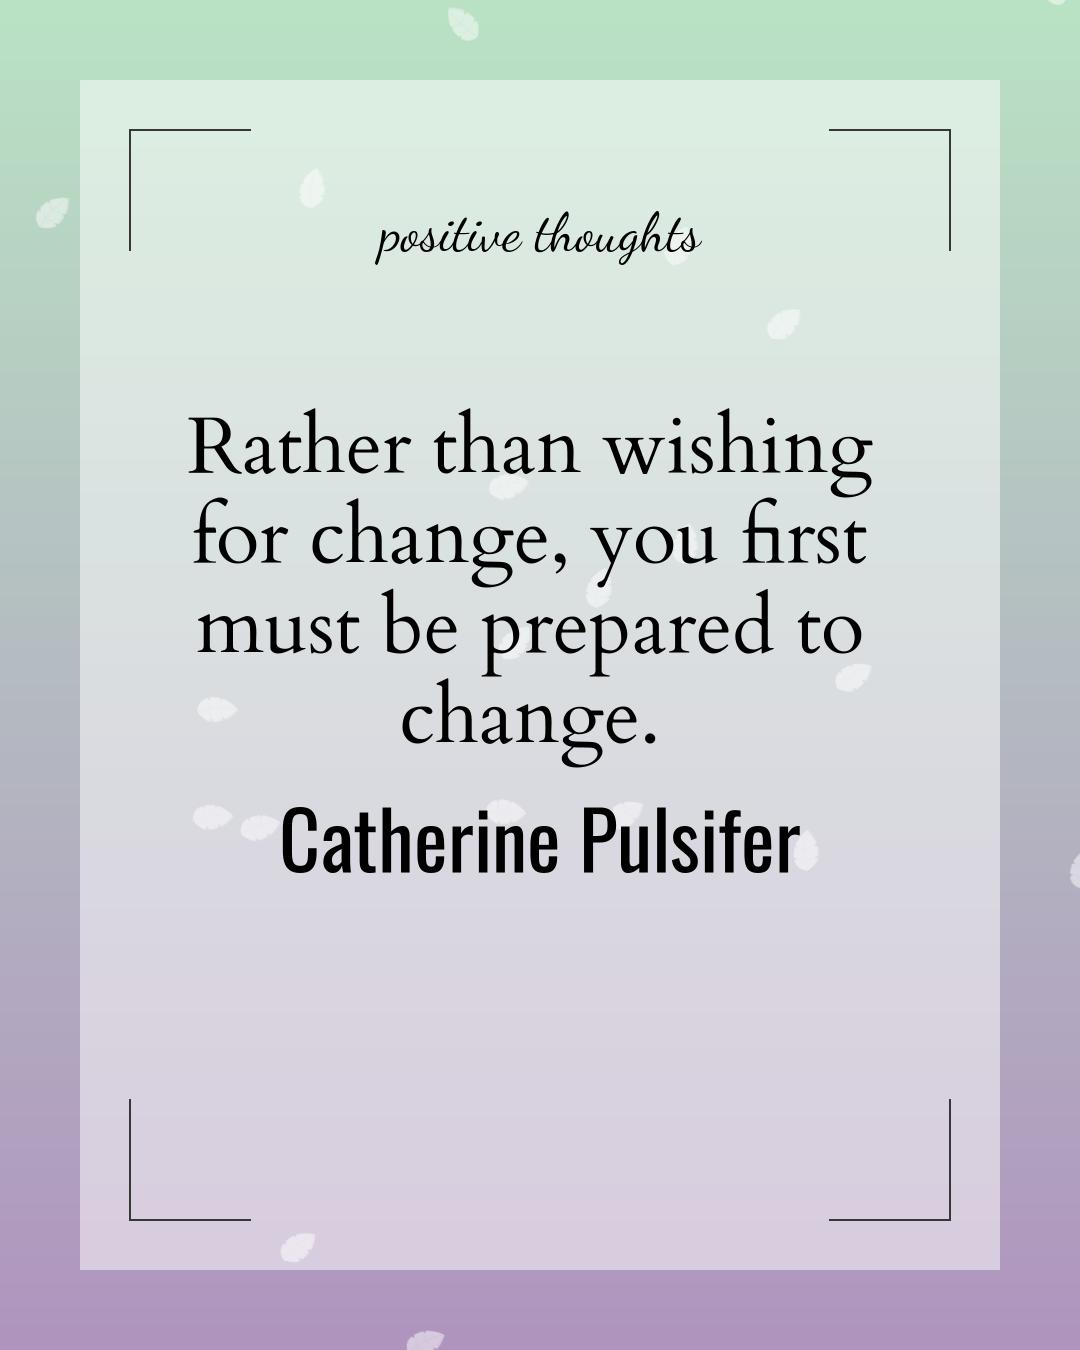 positive thoughts
Rather than wishing
for change, you first
must be prepared to
change.
Catherine Pulsifer